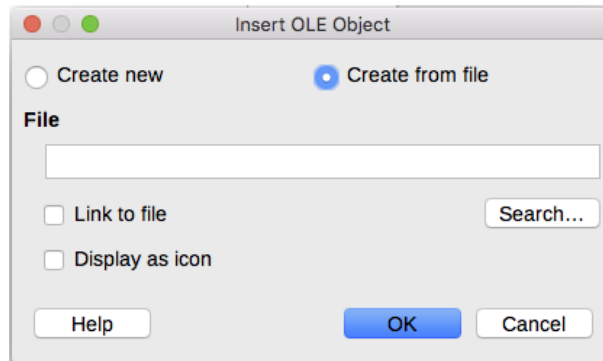 Insert OLE Object
Create new Create from file
File
Link to file Search...
Display as icon
Help OK Cancel